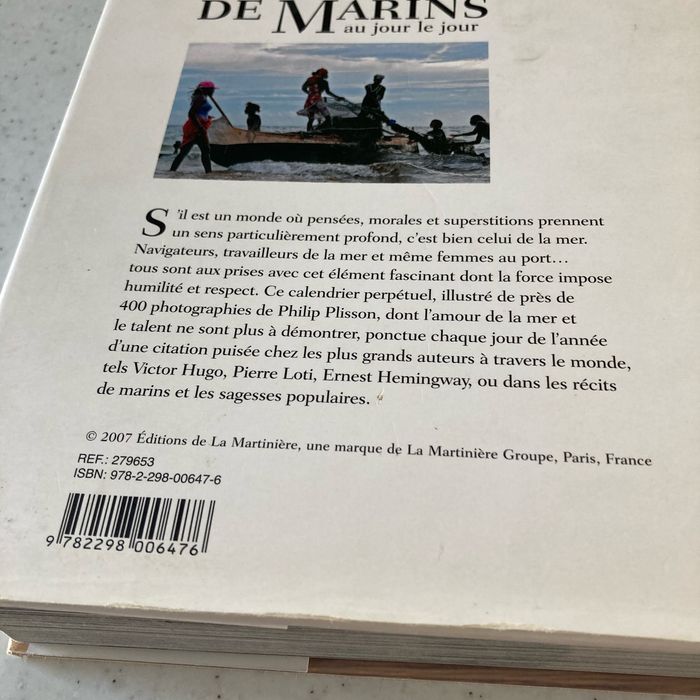 DE MARINS
au jour le jour
S'il est un monde où pensées, morales et superstitions prennent
un sens particulièrement profond, c'est bien celui de la mer.
Navigateurs, travailleurs de la mer et même femmes au port…
tous sont aux prises avec cet élément fascinant dont la force impose
humilité et respect. Ce calendrier perpétuel, illustré de près de
400 photographies de Philip Plisson, dont l'amour de la mer et
le talent ne sont plus à démontrer, ponctue chaque jour de l'année
d'une citation puisée chez les plus grands auteurs à travers le monde,
tels Victor Hugo, Pierre Loti, Ernest Hemingway, ou dans les récits
de marins et les sagesses populaires.
© 2007 Éditions de La Martinière, une marque de La Martinière Groupe, Paris, France
REF.: 279653
ISBN: 978-2-298-00647-6
9 782298 006476